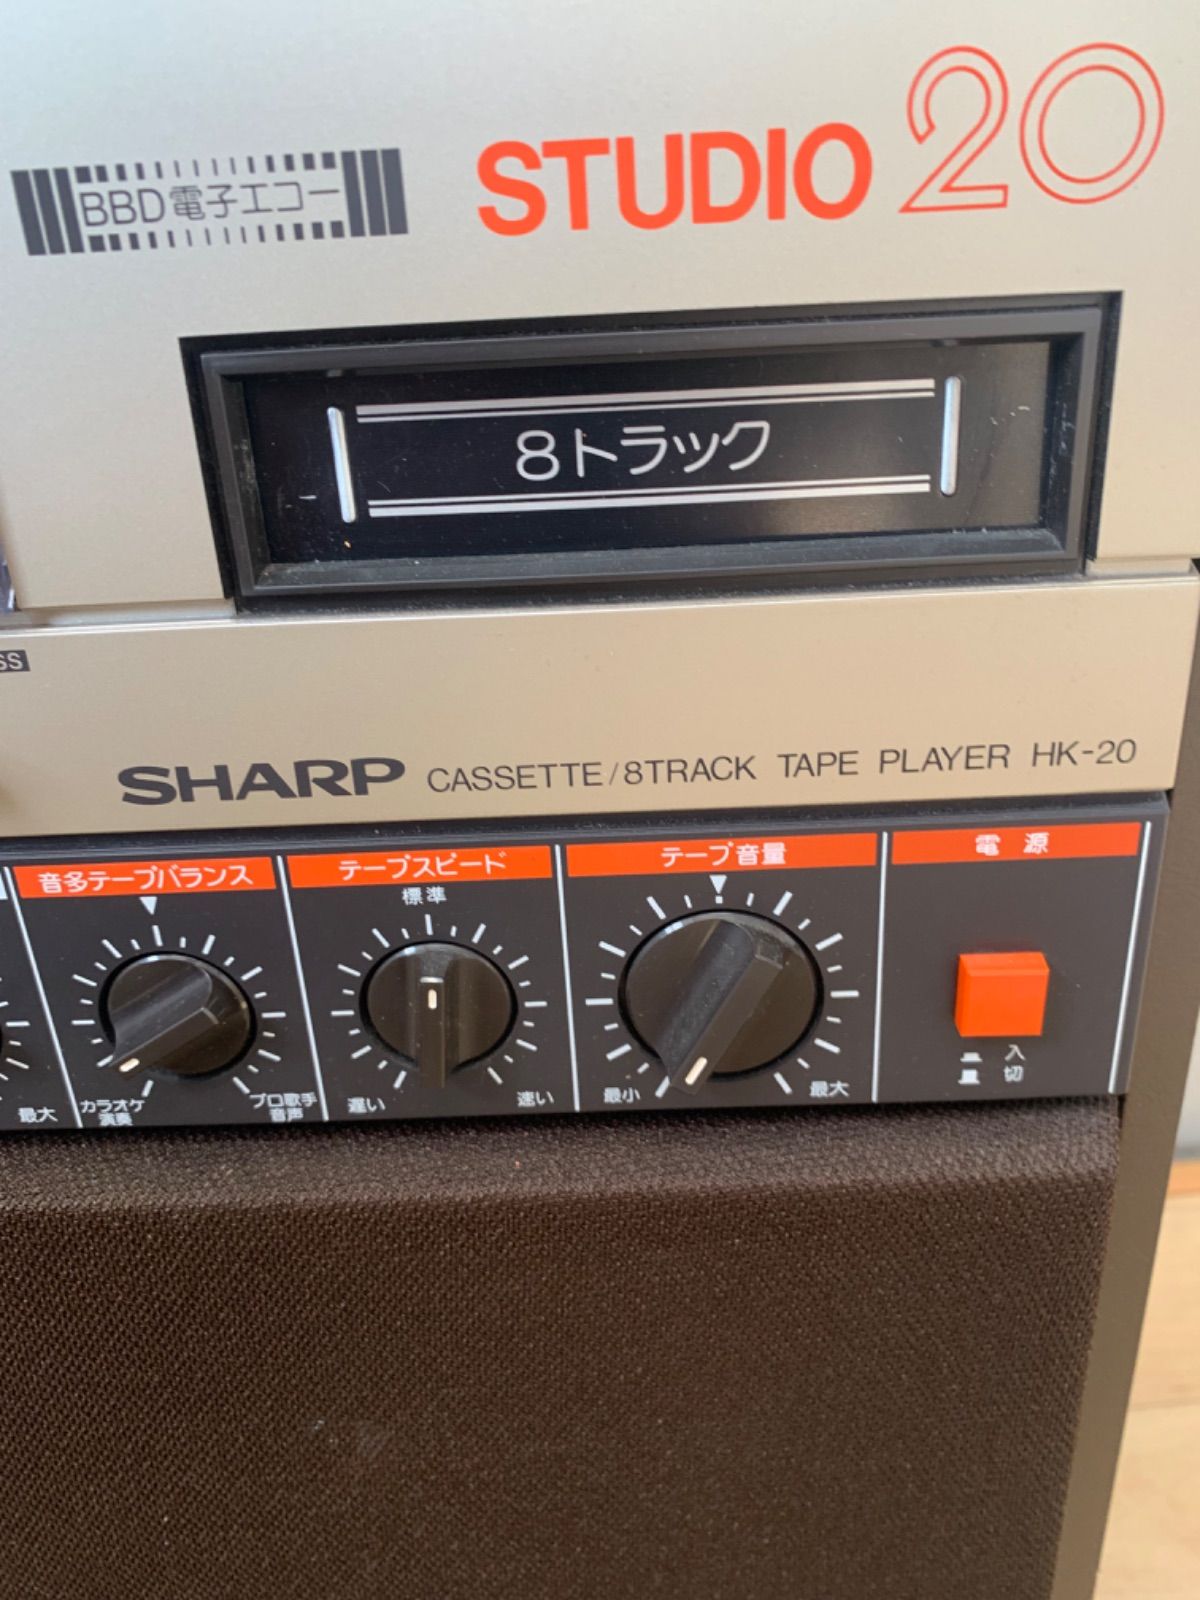 BBD電子エコー
STUDIO 20
8トラック
SS
SHARP CASSETTE/8TRACK TAPE PLAYER HK-20
音多テープバランス
テープスピード
テープ音量
電源
標準
最大
カラオケ
演奏
プロ歌手
音声
遅い
速い
最小
最大
入
切